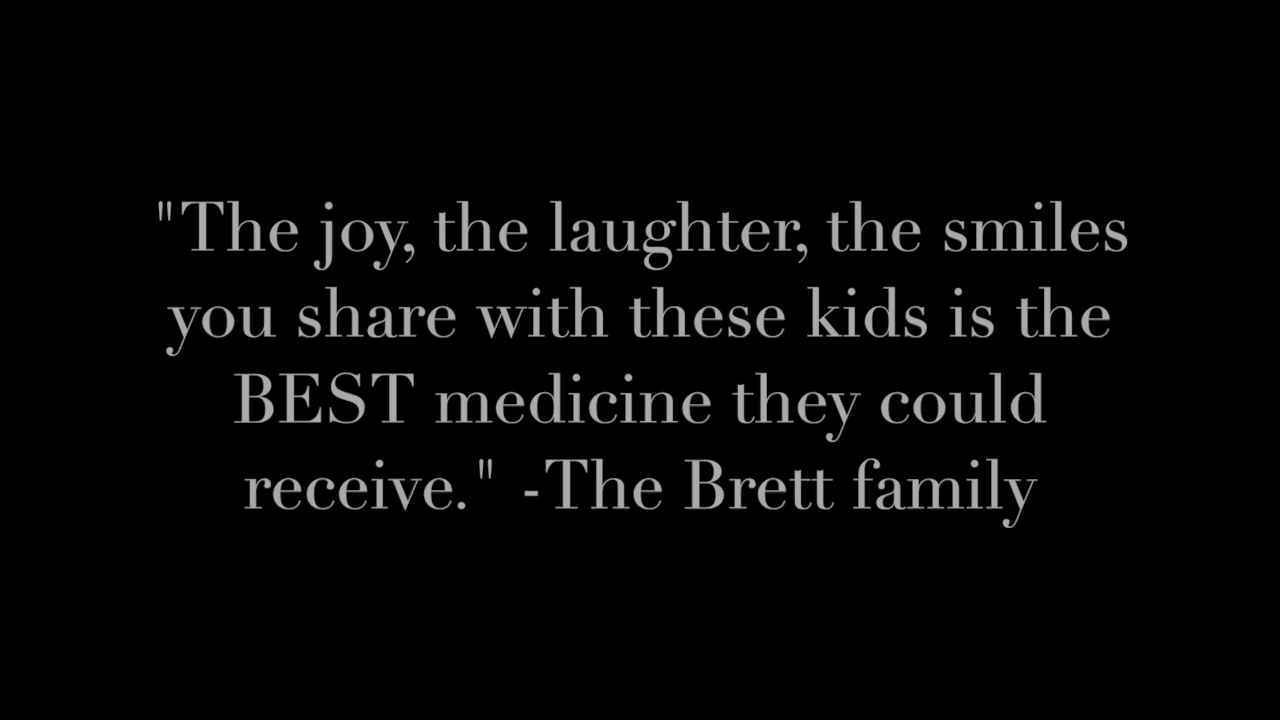 "The joy, the laughter, the smiles
you share with these kids is the
BEST medicine they could
receive." -The Brett family